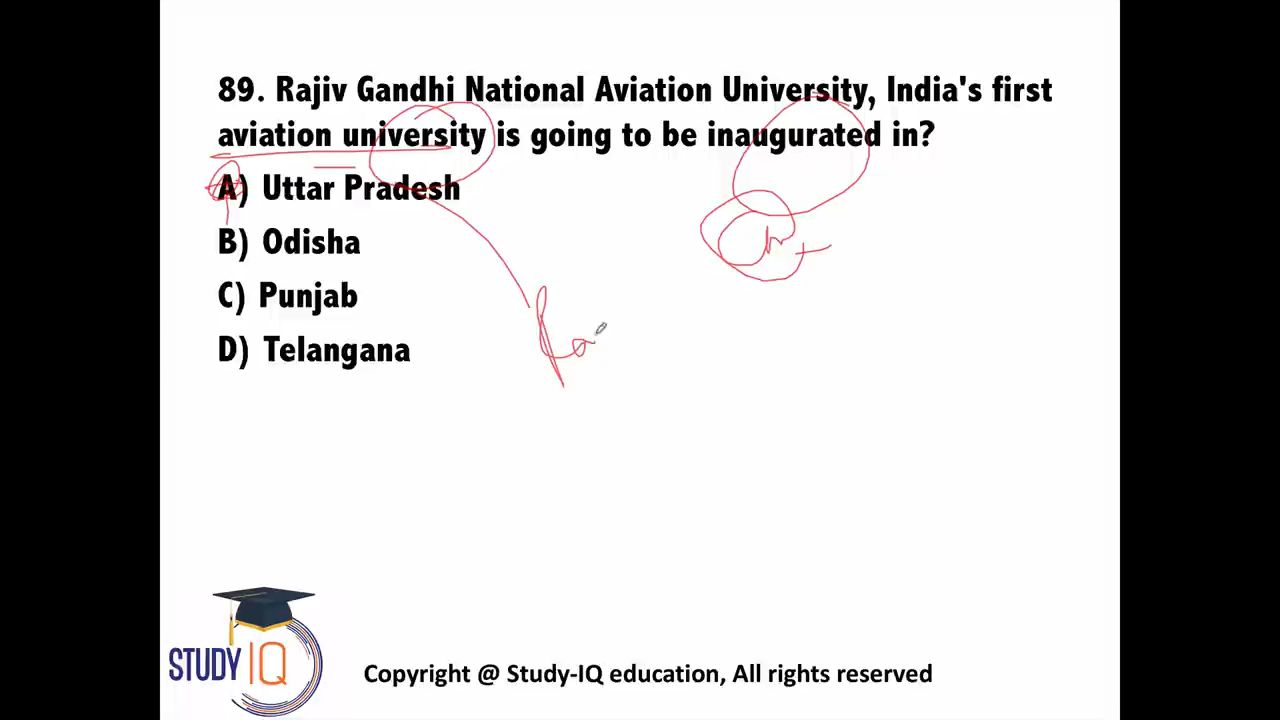 89. Rajiv Gandhi National Aviation University, India's first
aviation university is going to be inaugurated in?
A) Uttar Pradesh
B) Odisha
C) Punjab
D) Telangana
STUDY IQ
Copyright @ Study-IQ education, All rights reserved